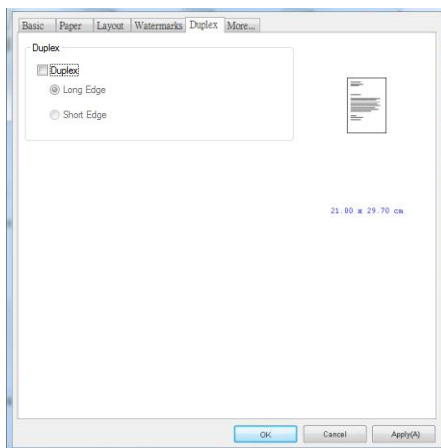 Basic Paper Layout Watermarks Duplex More...
Duplex
Duplex
Long Edge
Short Edge
21.00 x 29.70 cm
OK Cancel Apply(A)